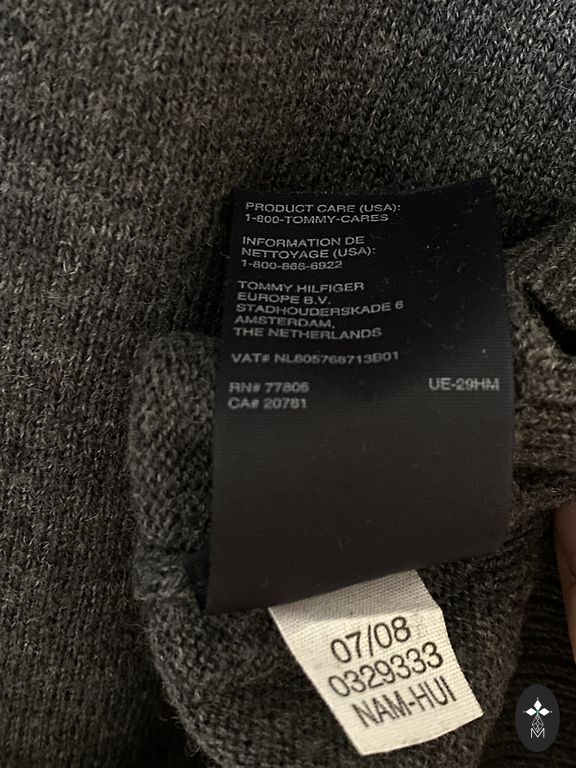 PRODUCT CARE (USA):
1-800-TOMMY-CARES
INFORMATION DE
NETTOYAGE (USA):
1-800-866-6922
TOMMY HILFIGER
EUROPE B.V.
STADHOUDERSKADE 6
AMSTERDAM,
THE NETHERLANDS
VAT# NL805768713B01
RN# 77806
UE-29HM
CA# 20781
07/08
0329333
NAM-HUI
M